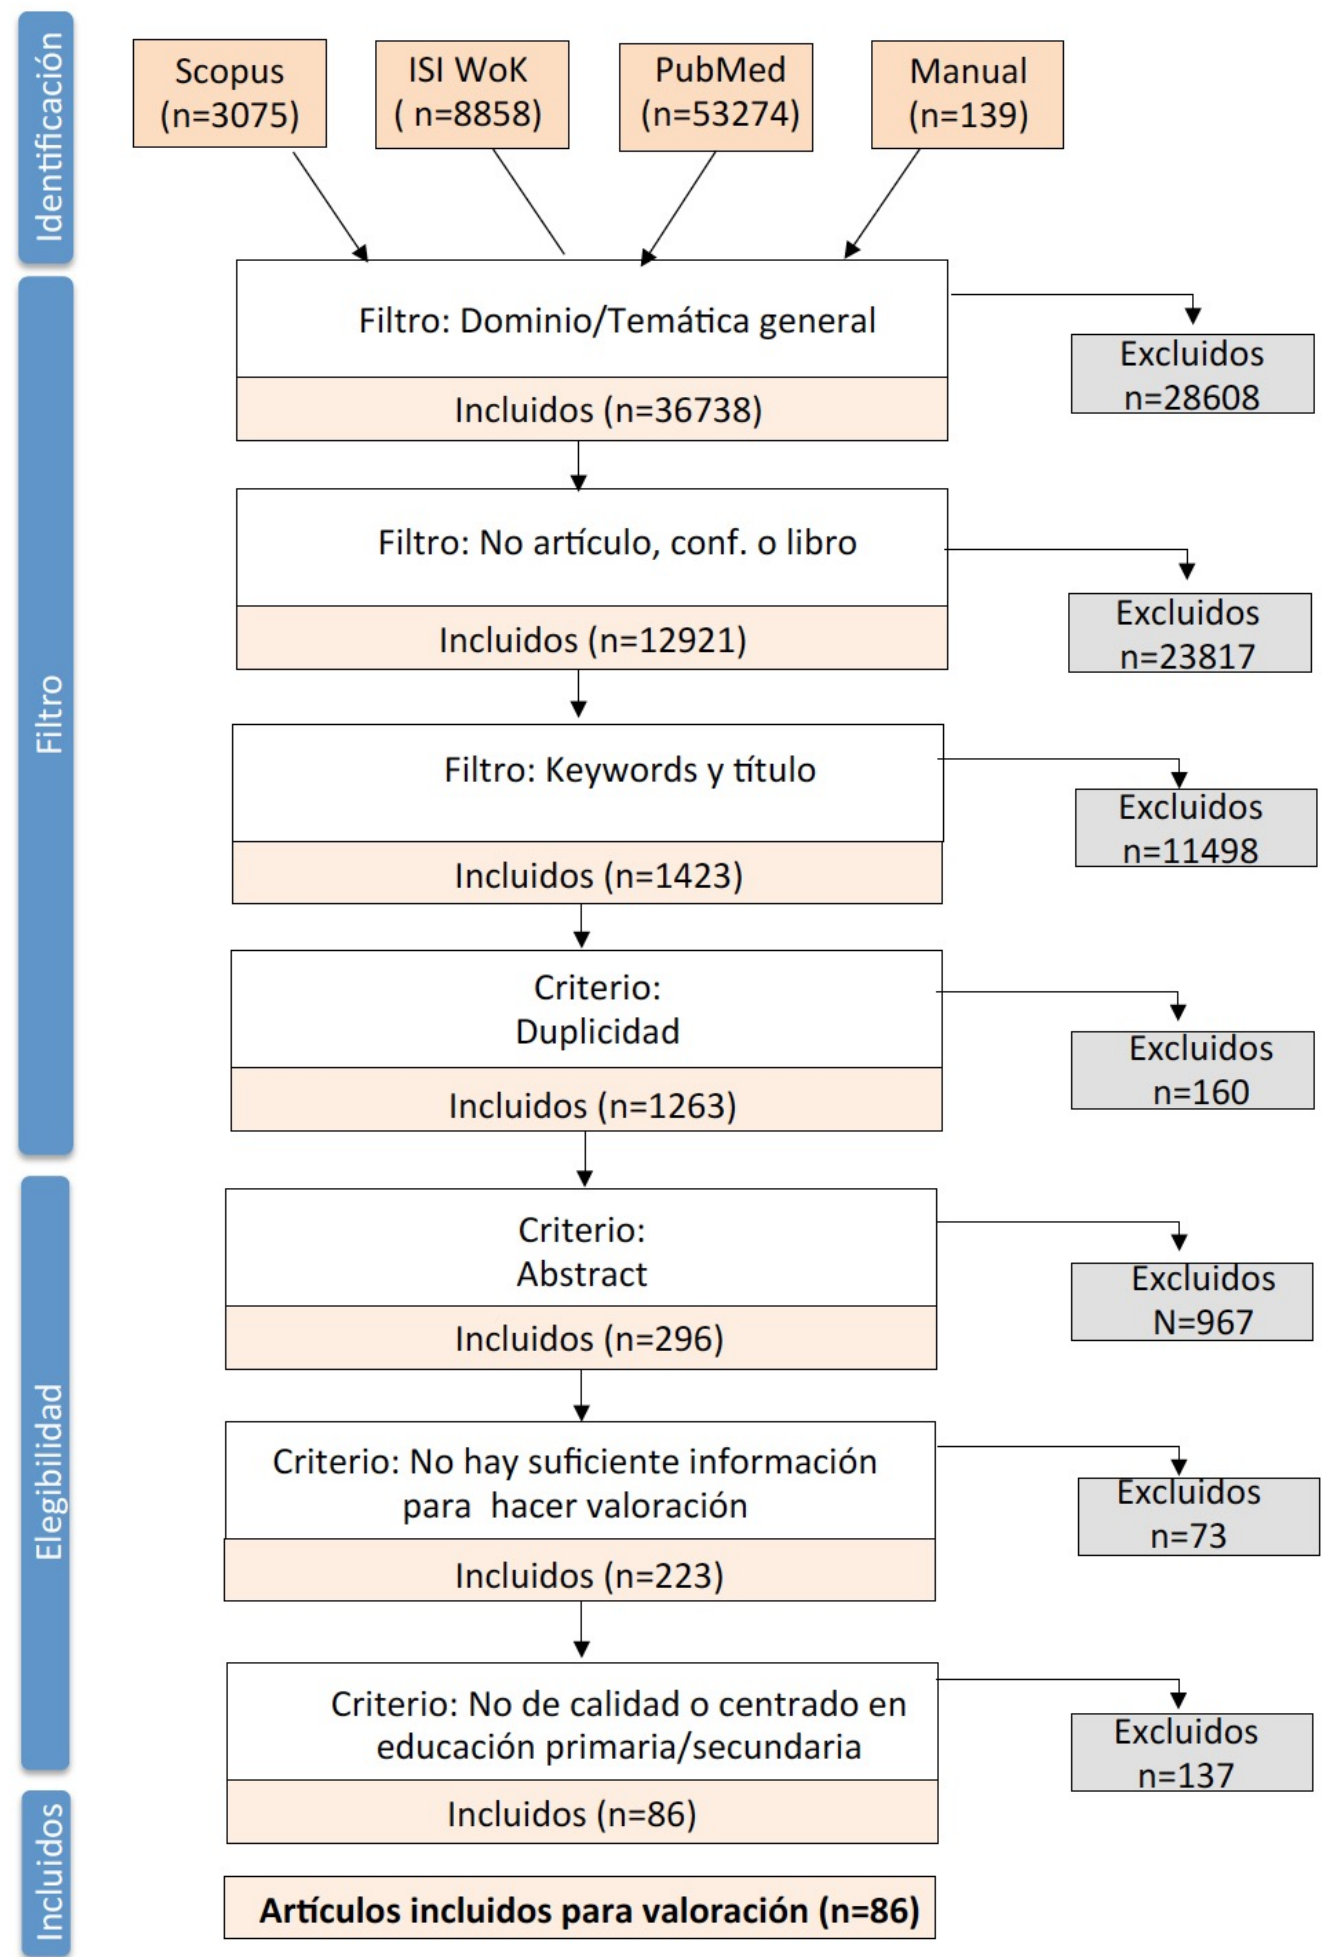 Identificación
Scopus
(n=3075)
ISI WoK
( n=8858)
PubMed
(n=53274)
Manual
(n=139)
Filtro
Filtro: Dominio/Temática general
Incluidos (n=36738)
Excluidos
n=28608
Filtro: No artículo, conf. o libro
Incluidos (n=12921)
Excluidos
n=23817
Filtro: Keywords y título
Incluidos (n=1423)
Excluidos
n=11498
Criterio:
Duplicidad
Incluidos (n=1263)
Excluidos
n=160
Elegibilidad
Criterio:
Abstract
Incluidos (n=296)
Excluidos
N=967
Criterio: No hay suficiente información
para hacer valoración
Incluidos (n=223)
Excluidos
n=73
Criterio: No de calidad o centrado en
educación primaria/secundaria
Incluidos (n=86)
Excluidos
n=137
Incluidos
Artículos incluidos para valoración (n=86)